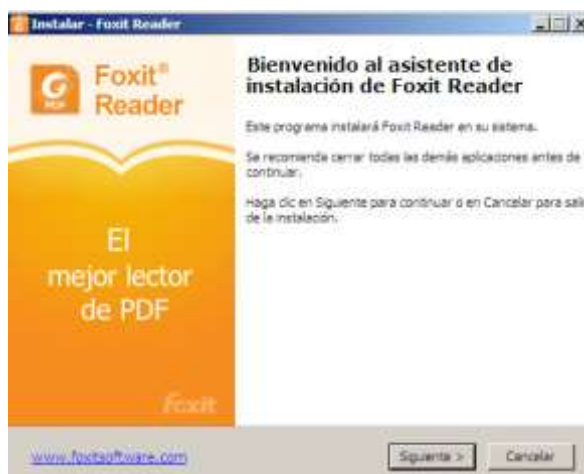 Instalar - Foxit Reader
Foxit®
Reader
El
mejor lector
de PDF
foxit
Bienvenido al asistente de
instalación de Foxit Reader
Este programa instalará Foxit Reader en su sistema.
Se recomienda cerrar todas las demás aplicaciones antes de
continuar.
Haga clic en Siguiente para continuar o en Cancelar para sali
de la instalación.
www.foxitsoftware.com
Siguiente >
Cancelar